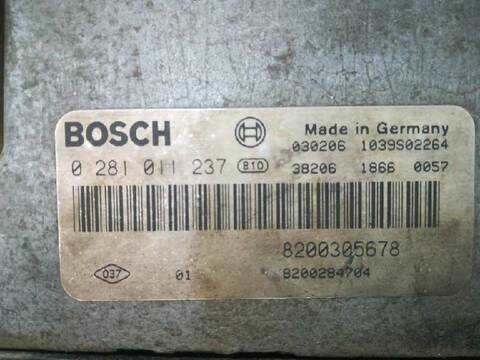 BOSCH Made in Germany
030206 1039S02264
0 281 011 237 810 38206 1866 0057
8200305678
037 01 8200284704